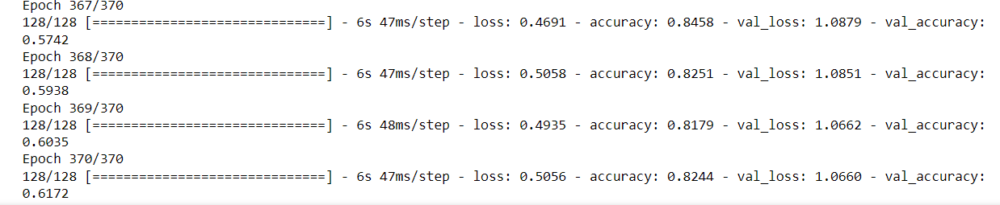 Epoch 367/370
128/128 [==============================] - 6s 47ms/step - loss: 0.4691 - accuracy: 0.8458 - val_loss: 1.0879 - val_accuracy:
0.5742
Epoch 368/370
128/128 [==============================] - 6s 47ms/step - loss: 0.5058 - accuracy: 0.8251 - val_loss: 1.0851 - val_accuracy:
0.5938
Epoch 369/370
128/128 [==============================] - 6s 48ms/step - loss: 0.4935 - accuracy: 0.8179 - val_loss: 1.0662 - val_accuracy:
0.6035
Epoch 370/370
128/128 [==============================] - 6s 47ms/step - loss: 0.5056 - accuracy: 0.8244 - val_loss: 1.0660 - val_accuracy:
0.6172